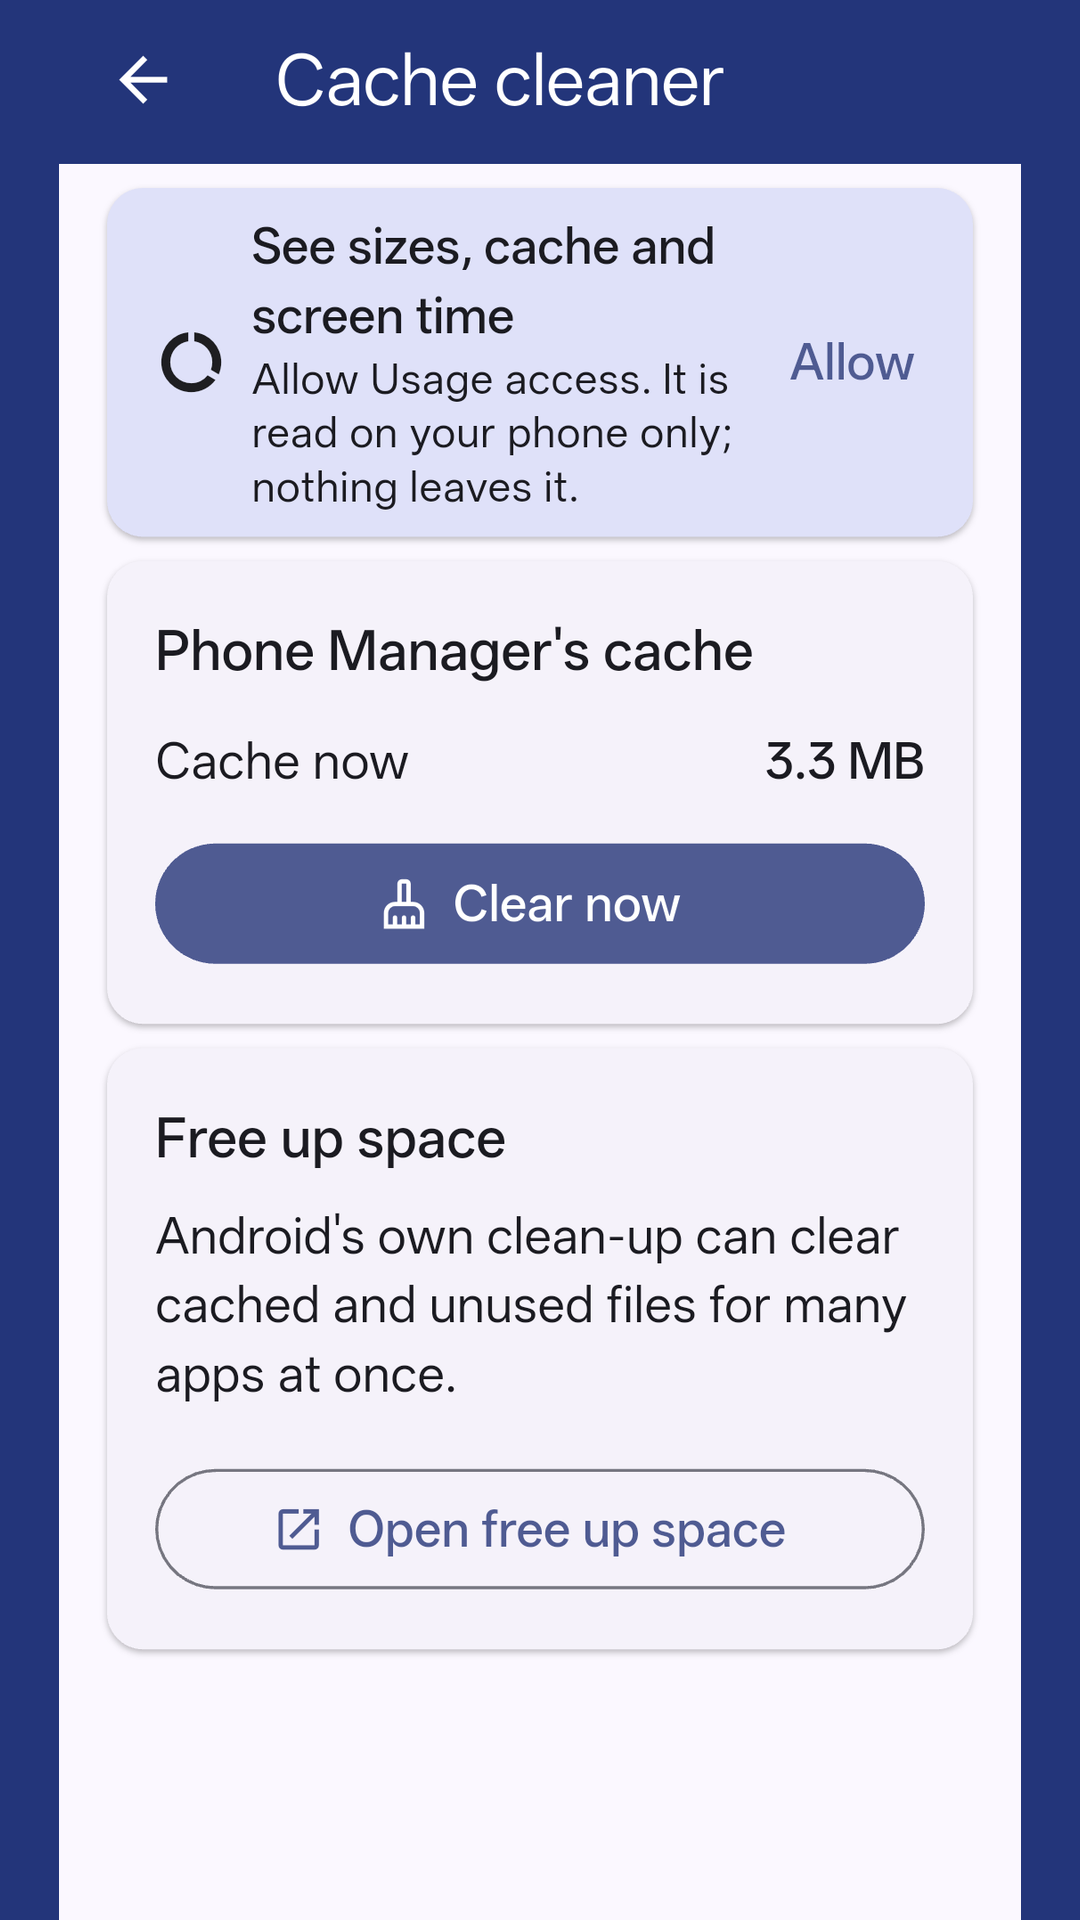 Cache cleaner
See sizes, cache and
screen time
Allow Usage access. It is
read on your phone only;
nothing leaves it.
Allow
Phone Manager's cache
Cache now 3.3 MB
Clear now
Free up space
Android's own clean-up can clear
cached and unused files for many
apps at once.
Open free up space